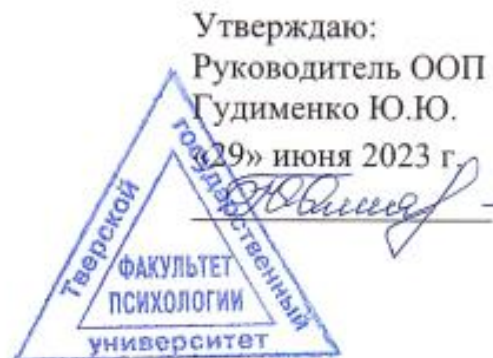 Утверждаю:
Руководитель ООП
Гудименко Ю.Ю.
«29» июня 2023 г.
Тверской
государственный
университет
ФАКУЛЬТЕТ
ПСИХОЛОГИИ